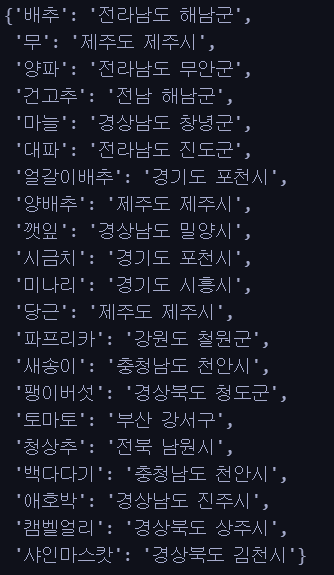 {'배추': '전라남도 해남군',
'무': '제주도 제주시',
'양파': '전라남도 무안군',
'건고추': '전남 해남군',
'마늘': '경상남도 창녕군',
'대파': '전라남도 진도군',
'얼갈이배추': '경기도 포천시',
'양배추': '제주도 제주시',
'깻잎': '경상남도 밀양시',
'시금치': '경기도 포천시',
'미나리': '경기도 시흥시',
'당근': '제주도 제주시',
'파프리카': '강원도 철원군',
'새송이': '충청남도 천안시',
'팽이버섯': '경상북도 청도군',
'토마토': '부산 강서구',
'청상추': '전북 남원시',
'백다다기': '충청남도 천안시',
'애호박': '경상남도 진주시',
'캠벨얼리': '경상북도 상주시',
'샤인마스캇': '경상북도 김천시'}